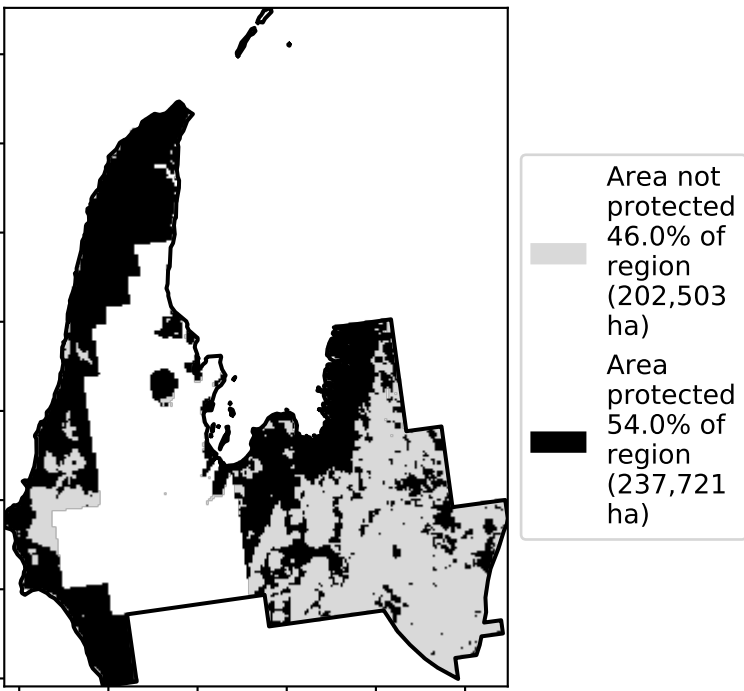 Area not
protected
46.0% of
region
(202,503
ha)
Area
protected
54.0% of
region
(237,721
ha)